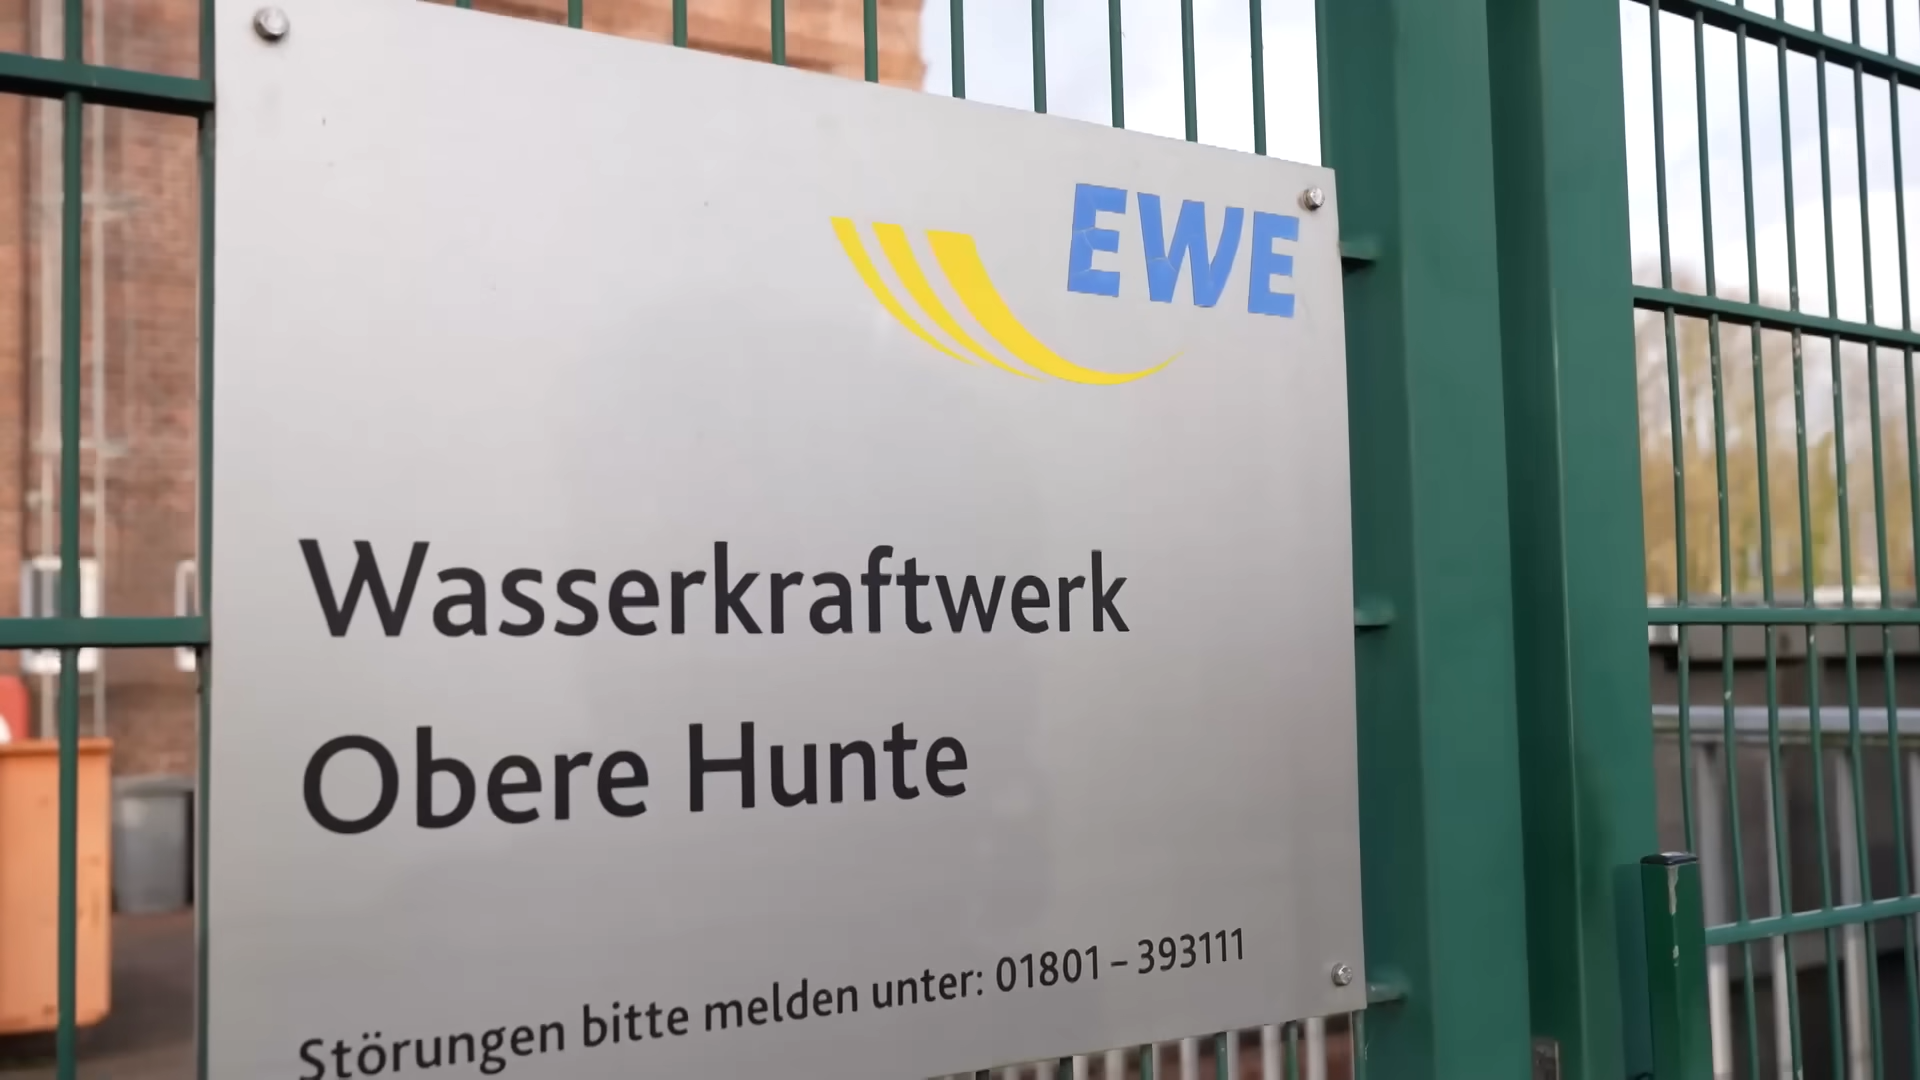 EWE
Wasserkraftwerk
Obere Hunte
Störungen bitte melden unter: 01801 – 393111